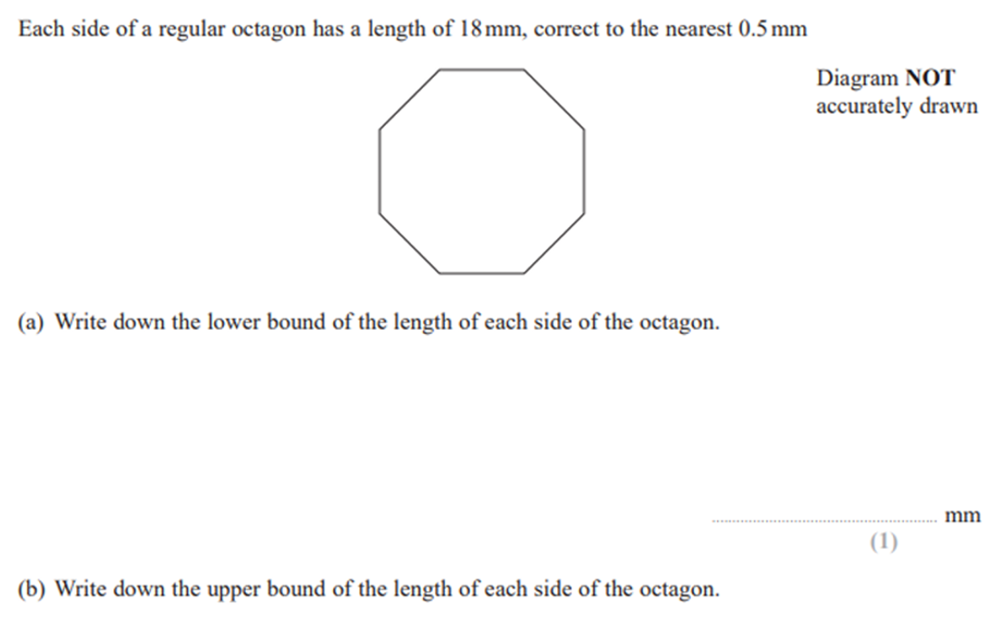 Each side of a regular octagon has a length of 18 mm, correct to the nearest 0.5 mm
Diagram NOT
accurately drawn
(a) Write down the lower bound of the length of each side of the octagon.
........................................................ mm
(1)
(b) Write down the upper bound of the length of each side of the octagon.